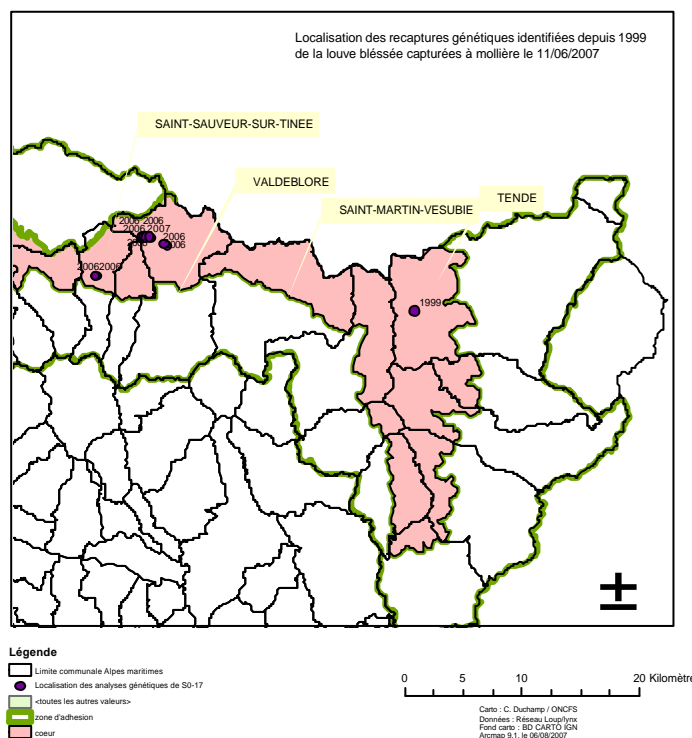 Localisation des recaptures génétiques identifiées depuis 1999
de la louve bléssée capturées à mollière le 11/06/2007
SAINT-SAUVEUR-SUR-TINEE
VALDEBLORE
SAINT-MARTIN-VESUBIE
TENDE
2006 2006
2006 2007
2006
2006
2006 2006
1999
Légende
Limite communale Alpes maritimes
Localisation des analyses génétiques de S0-17
<toutes les autres valeurs>
zone d'adhesion
coeur
0 5 10 20 Kilomètre
Carto : C. Duchamp / ONCFS
Données : Réseau Loup/lynx
Fond carto : BD CARTO IGN
Arcmap 9.1, le 06/08/2007